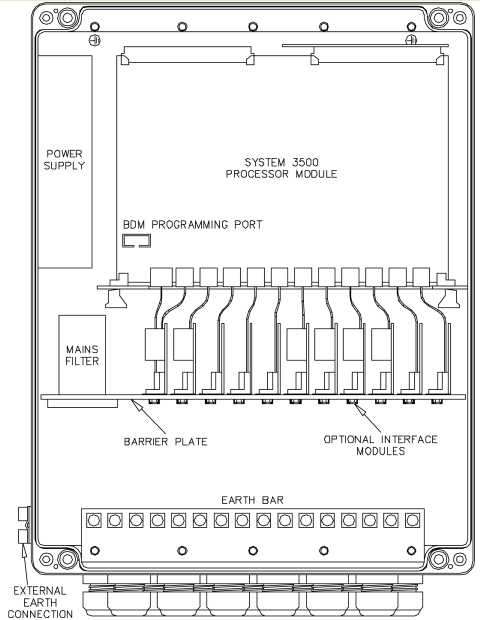 POWER
SUPPLY
SYSTEM 3500
PROCESSOR MODULE
BDM PROGRAMMING PORT
MAINS
FILTER
BARRIER PLATE
OPTIONAL INTERFACE
MODULES
EARTH BAR
EXTERNAL
EARTH
CONNECTION